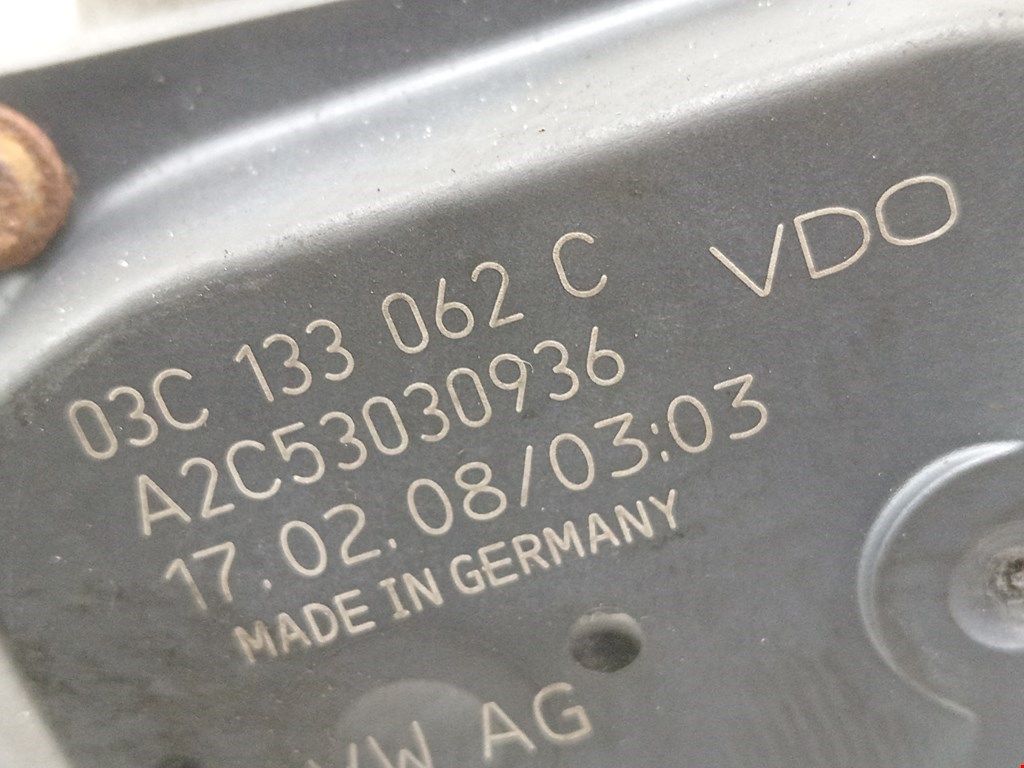 03C 133 062 C VDO
A2C53030936
17.02.08/03:03
MADE IN GERMANY
VW AG